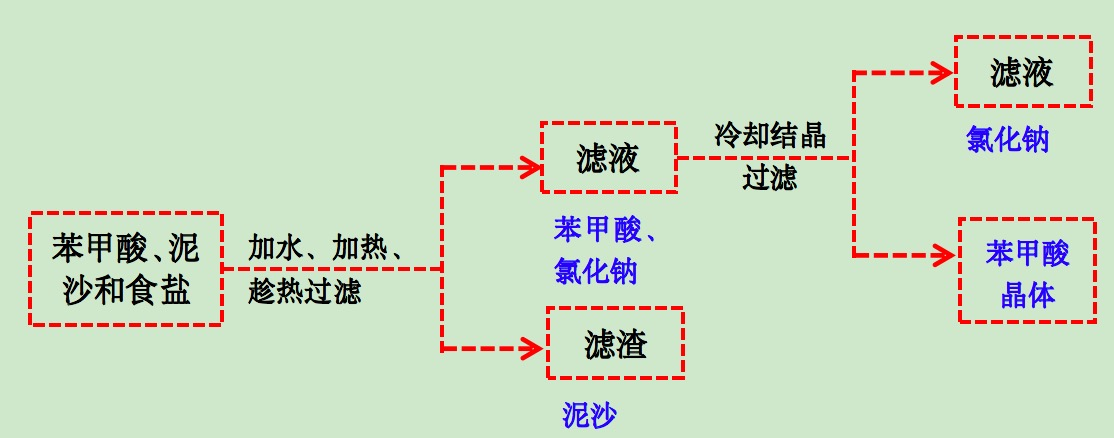 苯甲酸、泥
沙和食盐
加水、加热、
趁热过滤
滤液
苯甲酸、
氯化钠
滤渣
泥沙
冷却结晶
过滤
滤液
氯化钠
苯甲酸
晶体